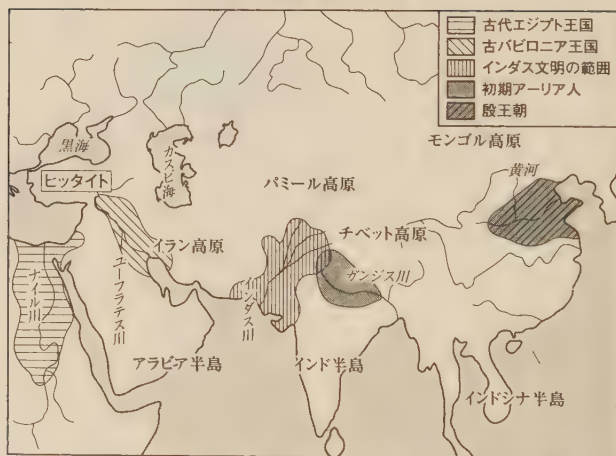 古代エジプト王国
古バビロニア王国
インダス文明の範囲
初期アーリア人
殷王朝
モンゴル高原
黒海
カスピ海
黄河
ヒッタイト
パミール高原
チベット高原
イラン高原
ガンジス川
ナイル川
ユーフラテス川
インダス川
アラビア半島
インド半島
インドシナ半島